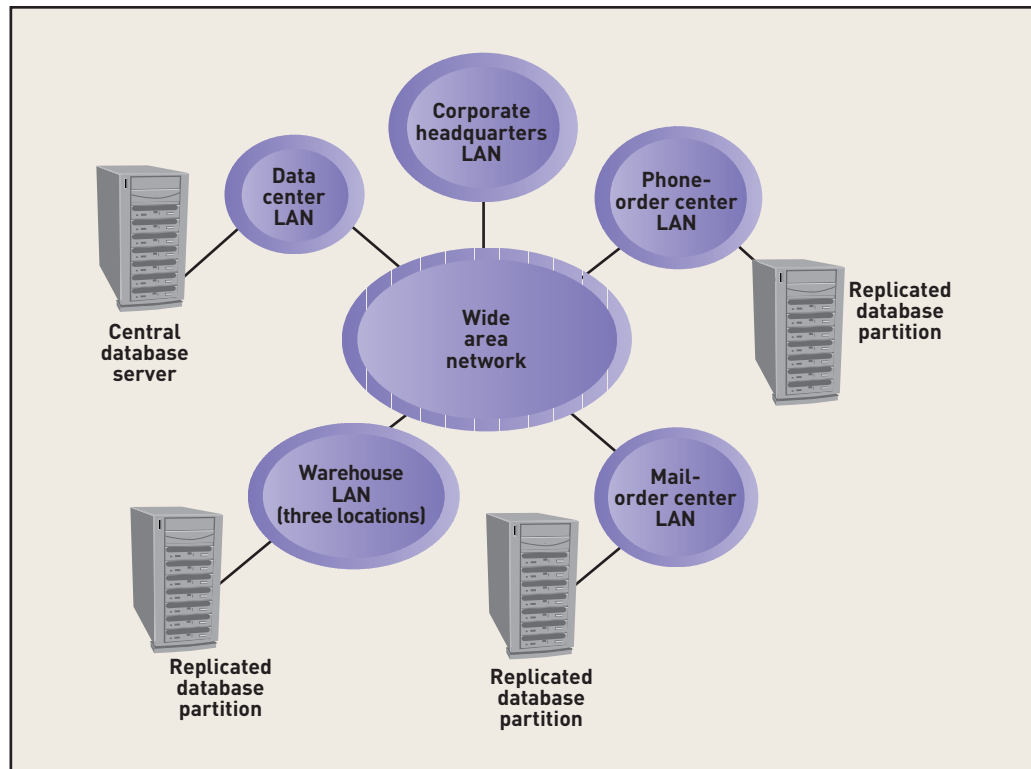 Corporate
headquarters
LAN
Data
center
LAN
Phone-
order center
LAN
Central
database
server
Wide
area
network
Replicated
database
partition
Warehouse
LAN
(three locations)
Mail-
order center
LAN
Replicated
database
partition
Replicated
database
partition